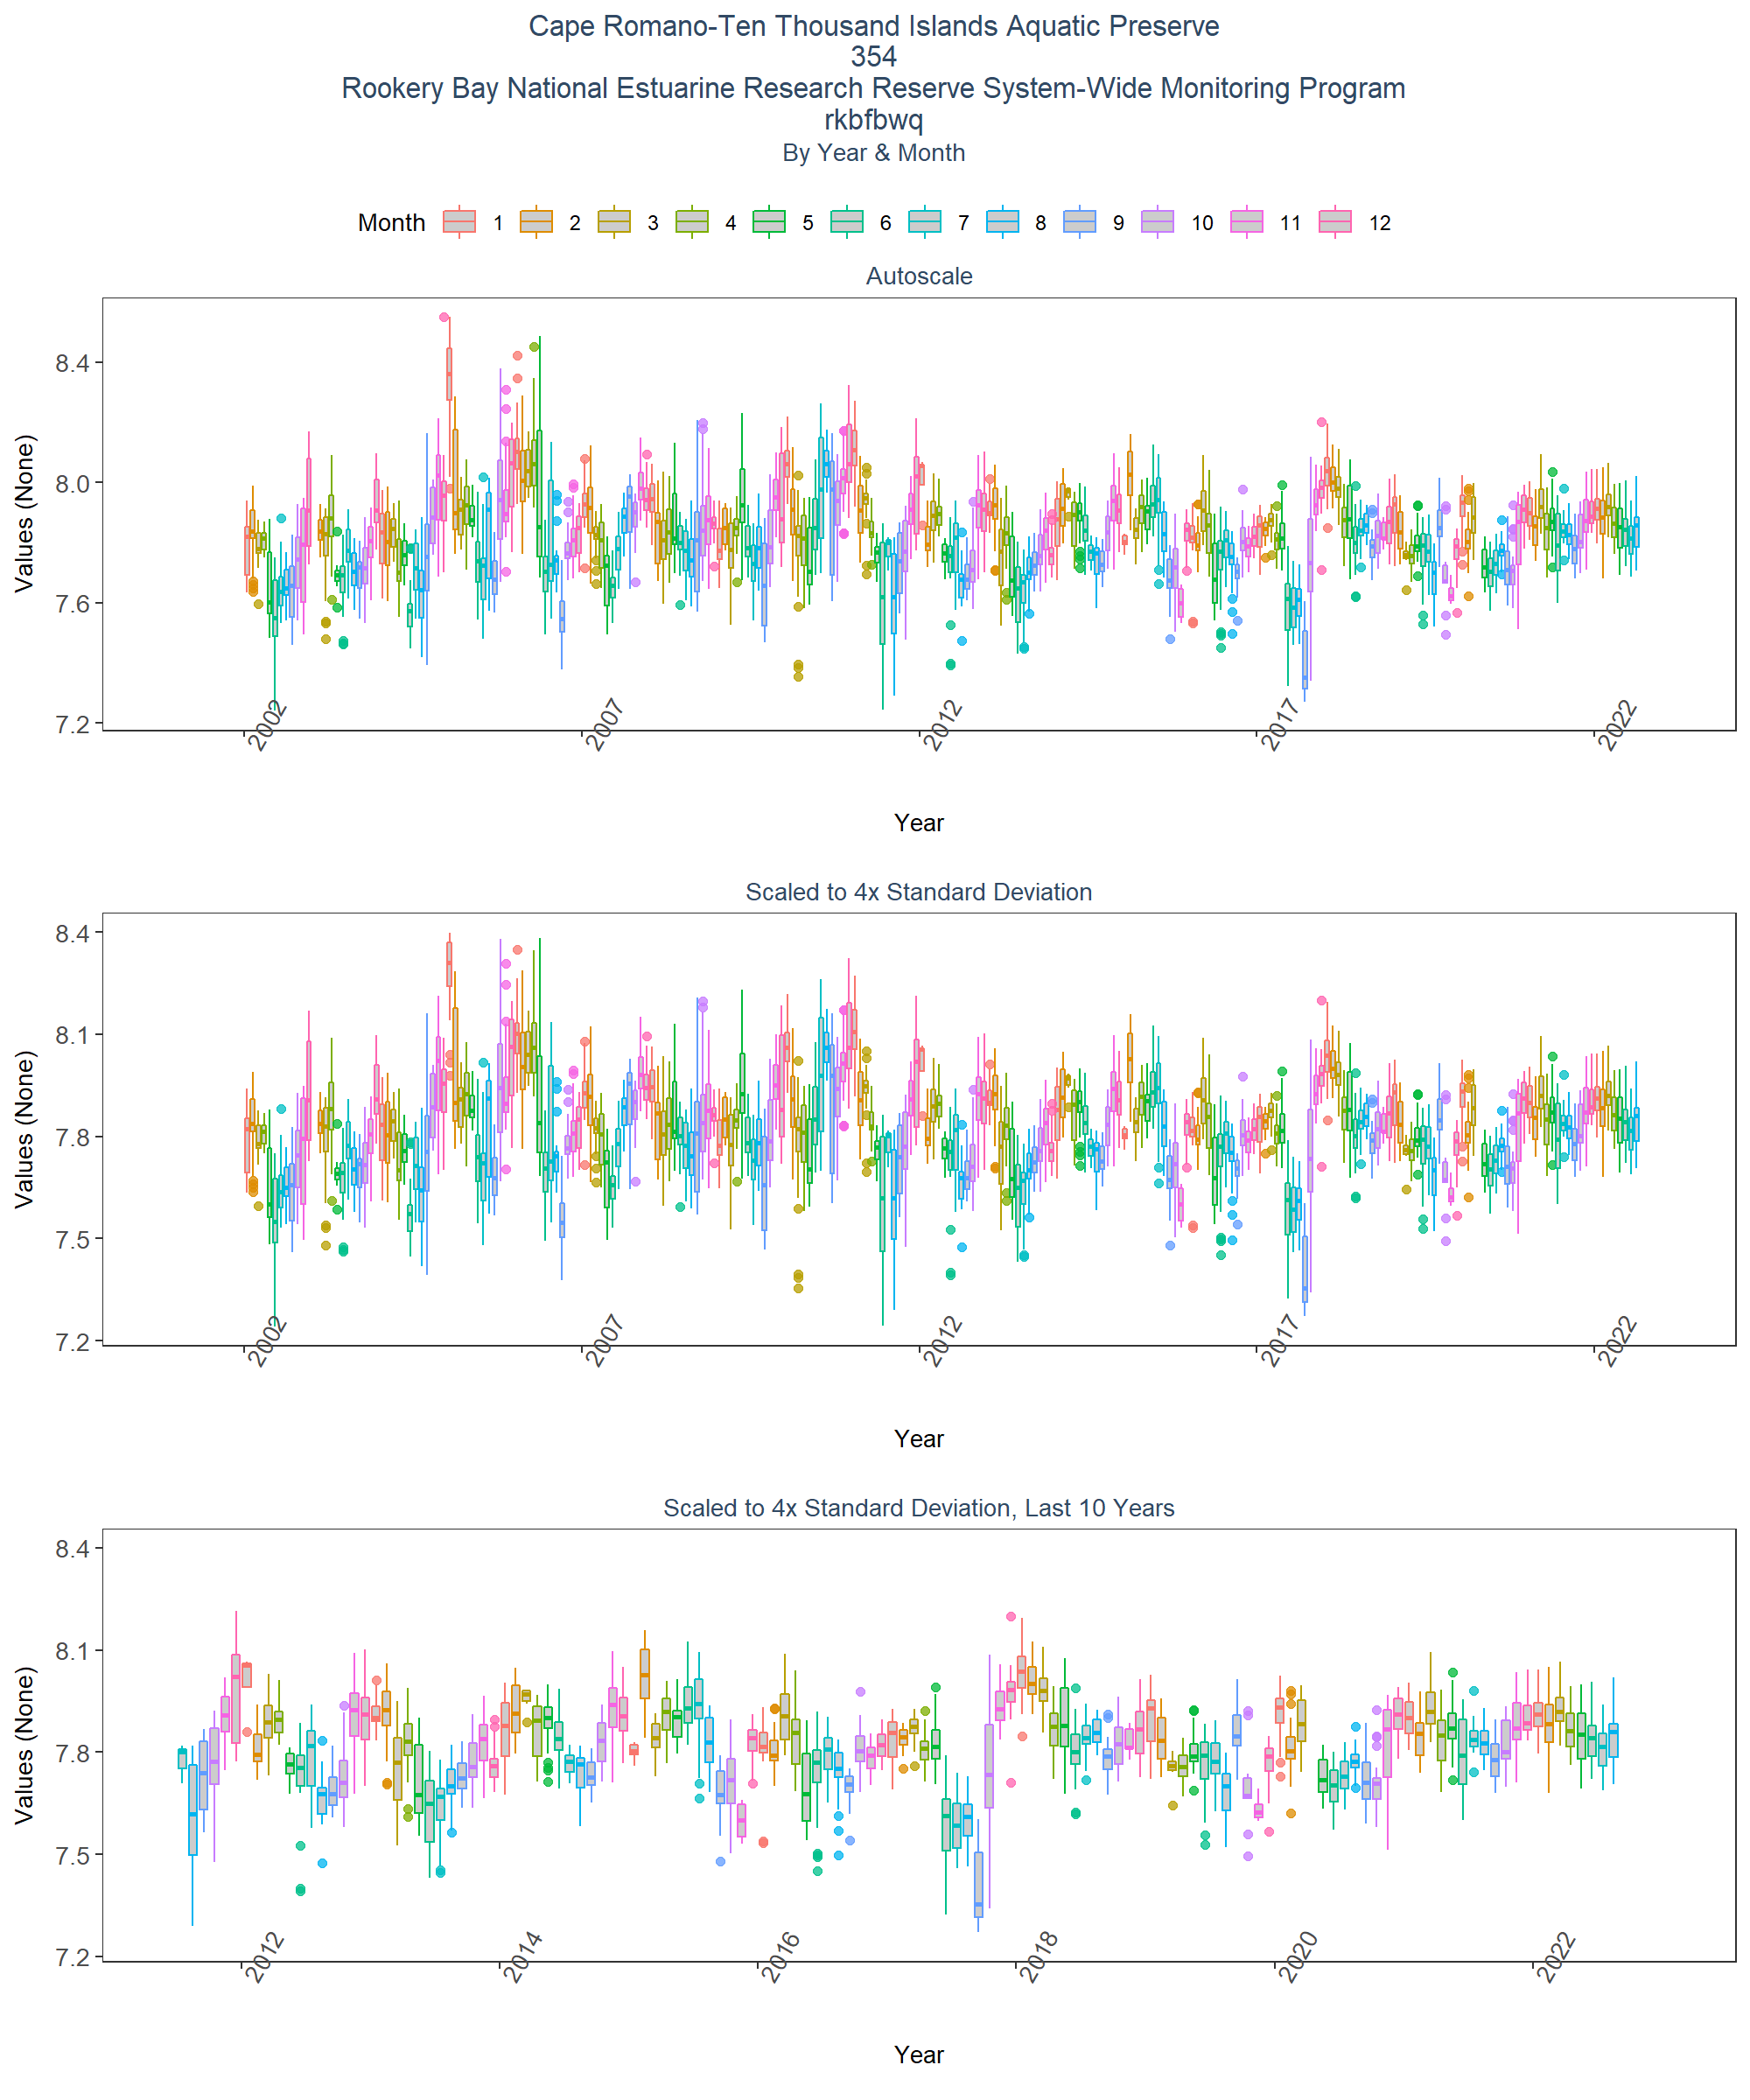 Cape Romano-Ten Thousand Islands Aquatic Preserve
354
Rookery Bay National Estuarine Research Reserve System-Wide Monitoring Program
rkbfbwq
By Year & Month
Month 1 2 3 4 5 6 7 8 9 10 11 12
Autoscale
Values (None)
8.4
8.0
7.6
7.2
2002 2007 2012 2017 2022
Year
Scaled to 4x Standard Deviation
Values (None)
8.4
8.1
7.8
7.5
7.2
2002 2007 2012 2017 2022
Year
Scaled to 4x Standard Deviation, Last 10 Years
Values (None)
8.4
8.1
7.8
7.5
7.2
2012 2014 2016 2018 2020 2022
Year